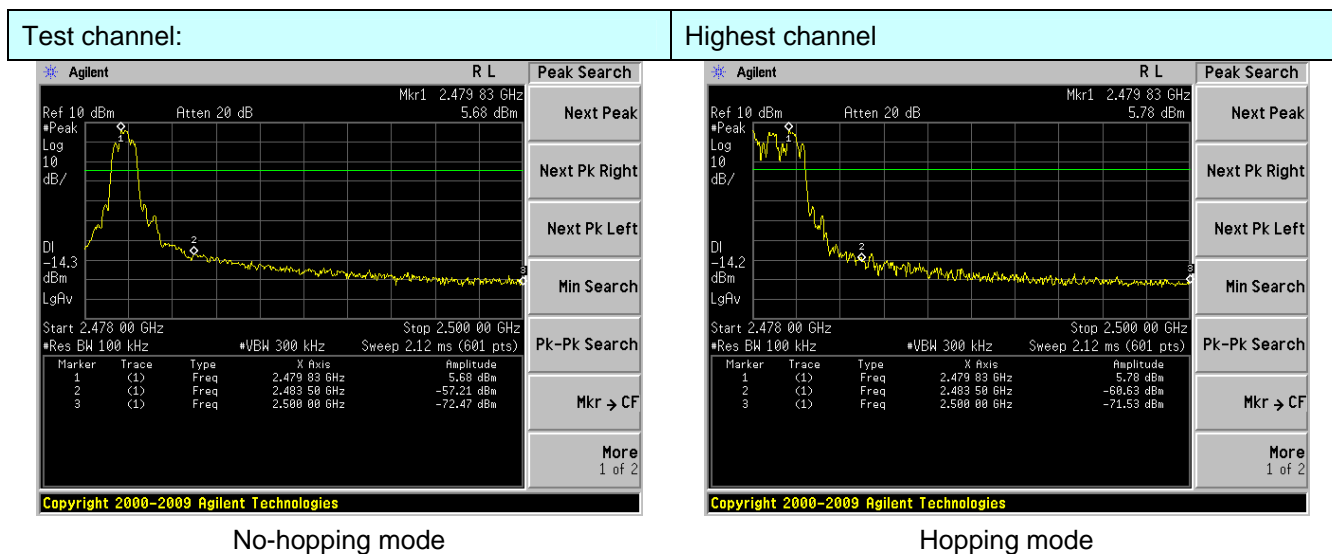 Test channel: Highest channel
Agilent R L Peak Search
Mkr1 2.479 83 GHz
Ref 10 dBm Atten 20 dB 5.68 dBm
#Peak
Log
10
dB/
1
2
3
DI
-14.3
dBm
LgAv
Start 2.478 00 GHz Stop 2.500 00 GHz
#Res BW 100 kHz #VBW 300 kHz Sweep 2.12 ms (601 pts)
Marker Trace Type X Axis Amplitude
1 (1) Freq 2.479 83 GHz 5.68 dBm
2 (1) Freq 2.483 50 GHz -57.21 dBm
3 (1) Freq 2.500 00 GHz -72.47 dBm
Next Peak
Next Pk Right
Next Pk Left
Min Search
Pk-Pk Search
Mkr → CF
More
1 of 2
Copyright 2000-2009 Agilent Technologies
No-hopping mode
Agilent R L Peak Search
Mkr1 2.479 83 GHz
Ref 10 dBm Atten 20 dB 5.78 dBm
#Peak
Log
10
dB/
1
2
3
DI
-14.2
dBm
LgAv
Start 2.478 00 GHz Stop 2.500 00 GHz
#Res BW 100 kHz #VBW 300 kHz Sweep 2.12 ms (601 pts)
Marker Trace Type X Axis Amplitude
1 (1) Freq 2.479 83 GHz 5.78 dBm
2 (1) Freq 2.483 50 GHz -60.63 dBm
3 (1) Freq 2.500 00 GHz -71.53 dBm
Next Peak
Next Pk Right
Next Pk Left
Min Search
Pk-Pk Search
Mkr → CF
More
1 of 2
Copyright 2000-2009 Agilent Technologies
Hopping mode